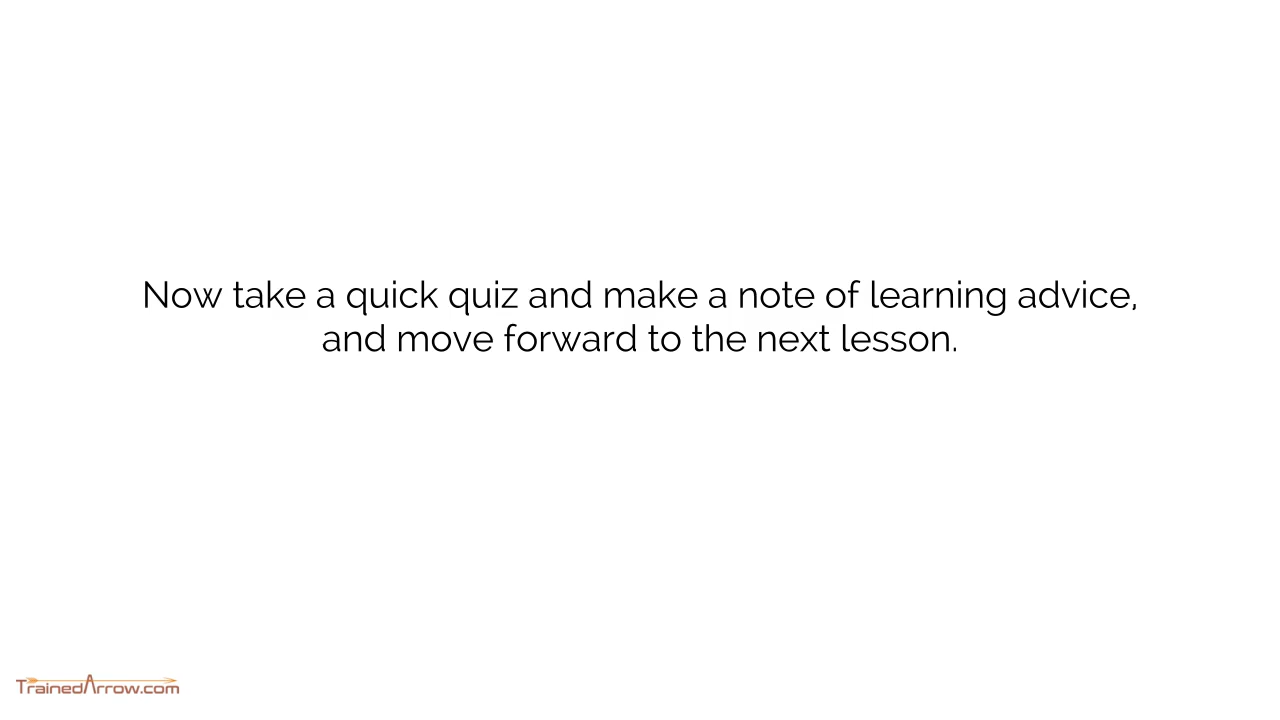 Now take a quick quiz and make a note of learning advice,
and move forward to the next lesson.
TrainedArrow.com